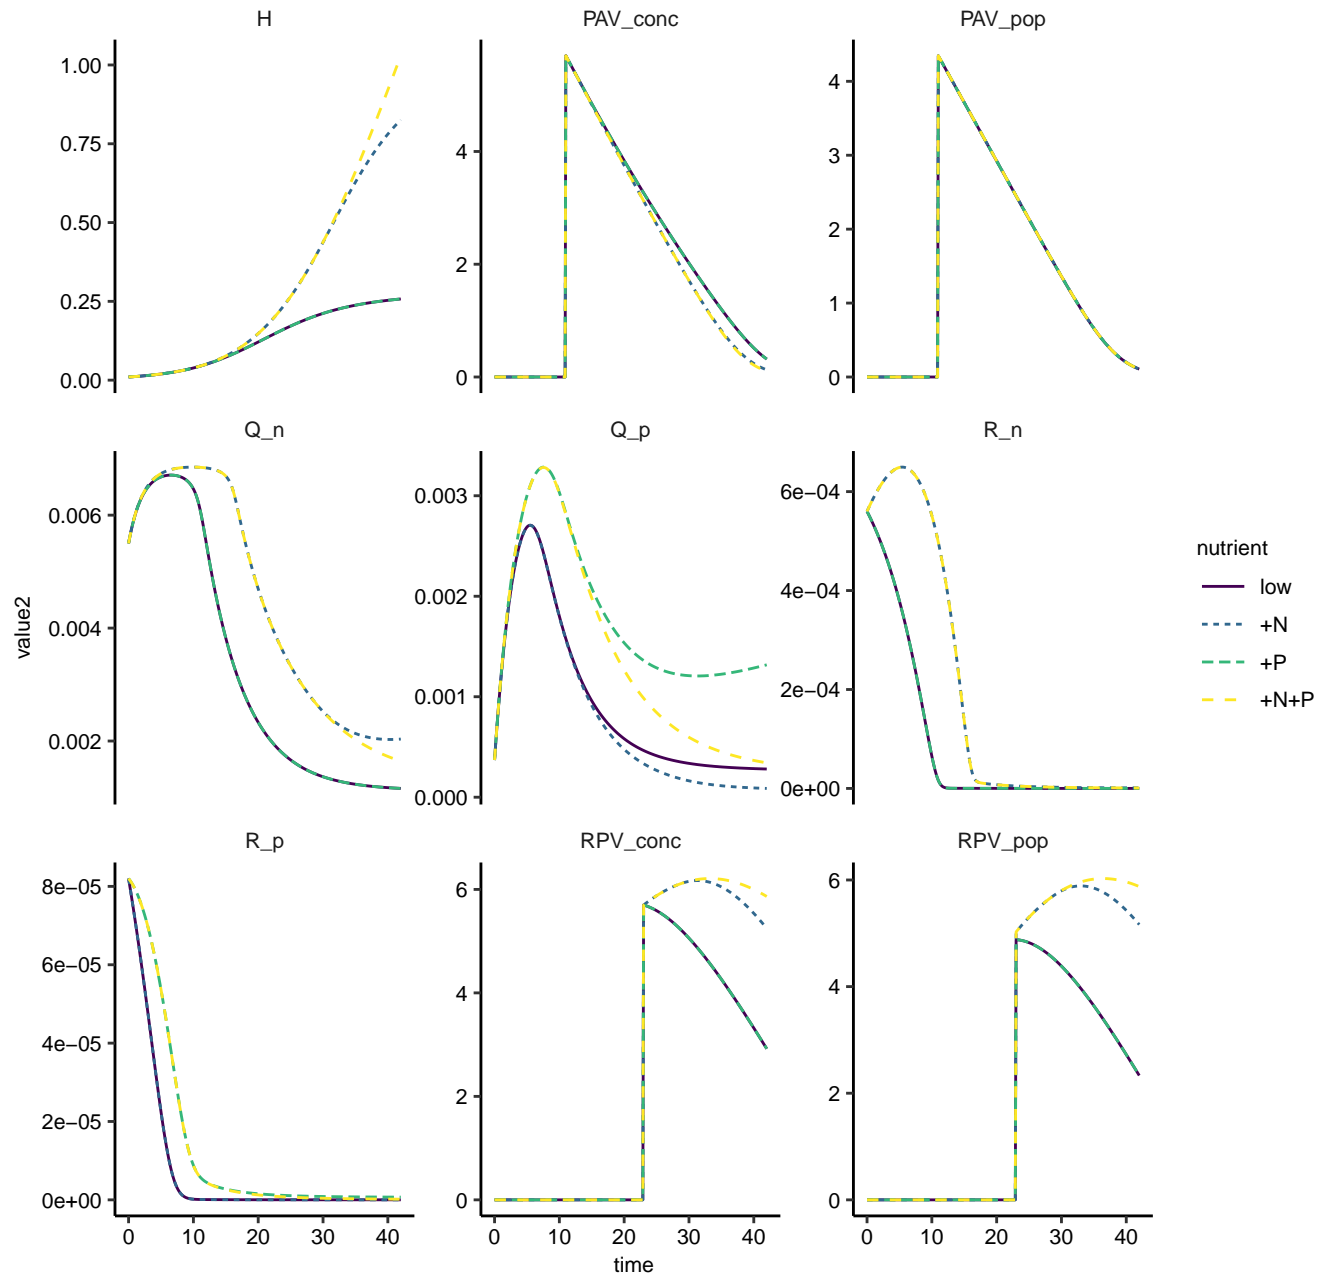 H PAV_conc PAV_pop
1.00
0.75
0.50
0.25
0.00
4
2
0
4
3
2
1
0
Q_n Q_p R_n
value2
0.006
0.004
0.002
0.003
0.002
0.001
0.000
6e−04
4e−04
2e−04
0e+00
nutrient
low
+N
+P
+N+P
R_p RPV_conc RPV_pop
8e−05
6e−05
4e−05
2e−05
0e+00
6
4
2
0
6
4
2
0
0 10 20 30 40 0 10 20 30 40 0 10 20 30 40
time